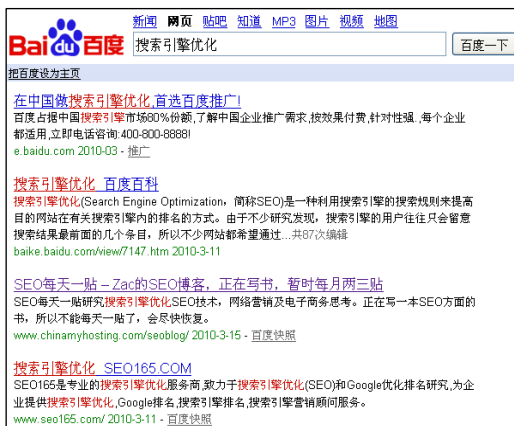 新闻 网页 贴吧 知道 MP3 图片 视频 地图
Bai du 百度 搜索引擎优化 百度一下
把百度设为主页
在中国做搜索引擎优化,首选百度推广!
百度占据中国搜索引擎市场80%份额,了解中国企业推广需求,按效果付费,针对性强.,每个企业
都适用,立即电话咨询:400-800-8888!
e.baidu.com 2010-03 - 推广
搜索引擎优化_百度百科
搜索引擎优化(Search Engine Optimization，简称SEO)是一种利用搜索引擎的搜索规则来提高
目的网站在有关搜索引擎内的排名的方式。由于不少研究发现，搜索引擎的用户往往只会留意
搜索结果最前面的几个条目，所以不少网站都希望通过...共87次编辑
baike.baidu.com/view/7147.htm 2010-3-11
SEO每天一贴 – Zac的SEO博客，正在写书，暂时每月两三贴
SEO每天一贴研究搜索引擎优化SEO技术，网络营销及电子商务思考。正在写一本SEO方面的
书，所以不能每天一贴了，会尽快恢复。
www.chinamyhosting.com/seoblog/ 2010-3-15 - 百度快照
搜索引擎优化_SEO165.COM
SEO165是专业的搜索引擎优化服务商,致力于搜索引擎优化(SEO)和Google优化排名研究,为企
业提供搜索引擎优化,Google排名,搜索引擎排名,搜索引擎营销顾问服务。
www.seo165.com/ 2010-3-11 - 百度快照